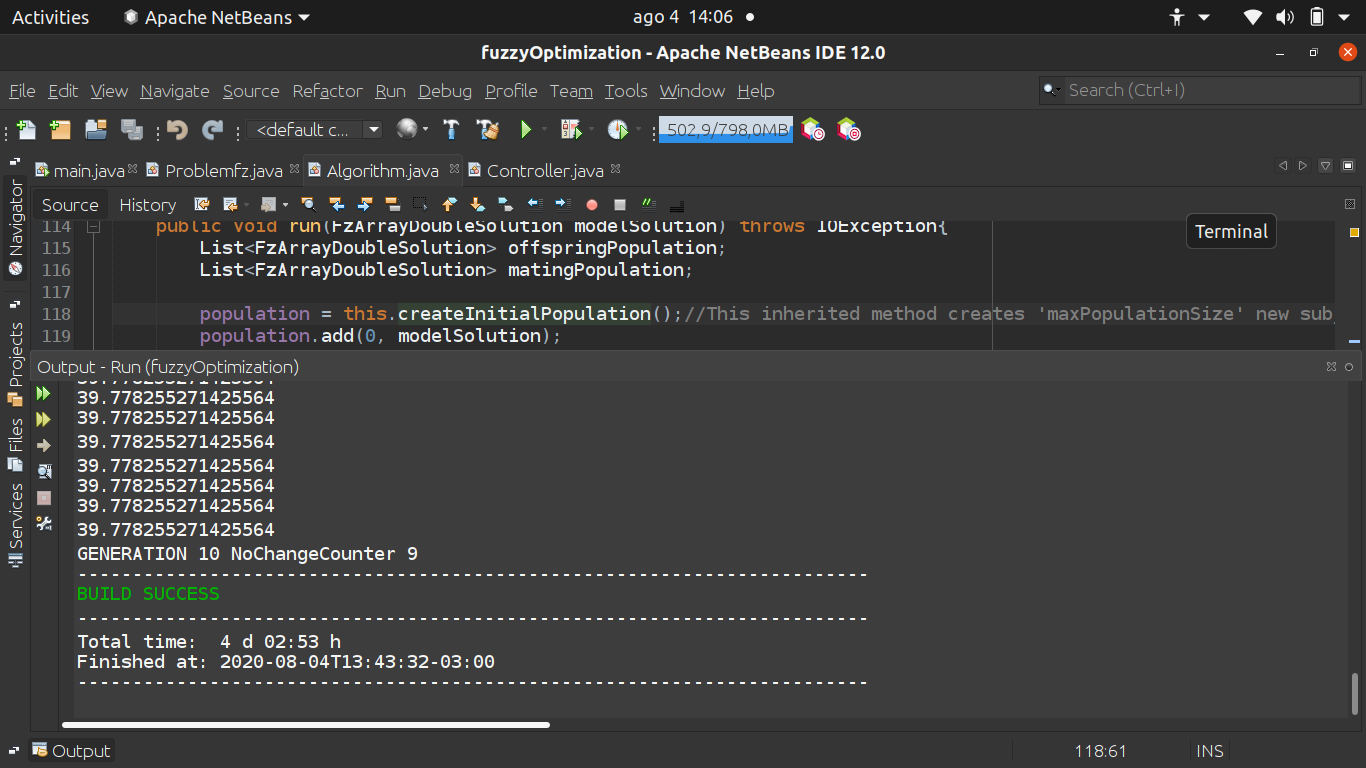 Activities
Apache NetBeans
ago 4 14:06
fuzzyOptimization - Apache NetBeans IDE 12.0
File Edit View Navigate Source Refactor Run Debug Profile Team Tools Window Help
Search (Ctrl+I)
<default c...
502,9/798,0MB
main.java
Problemfz.java
Algorithm.java
Controller.java
Source
History
Terminal
114 public void run(FzArrayDoubleSolution modelSolution) throws IOException{
115 List<FzArrayDoubleSolution> offspringPopulation;
116 List<FzArrayDoubleSolution> matingPopulation;
117
118 population = this.createInitialPopulation();//This inherited method creates 'maxPopulationSize' new sub
119 population.add(0, modelSolution);
Navigator
Projects
Files
Services
Output - Run (fuzzyOptimization)
39.778255271425564
39.778255271425564
39.778255271425564
39.778255271425564
39.778255271425564
39.778255271425564
39.778255271425564
39.778255271425564
GENERATION 10 NoChangeCounter 9
------------------------------------------------------------------------
BUILD SUCCESS
------------------------------------------------------------------------
Total time:  4 d 02:53 h
Finished at: 2020-08-04T13:43:32-03:00
------------------------------------------------------------------------
Output
118:61
INS